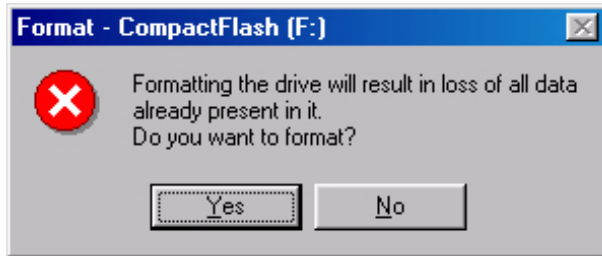 Format - CompactFlash (F:)
Formatting the drive will result in loss of all data
already present in it.
Do you want to format?
Yes
No